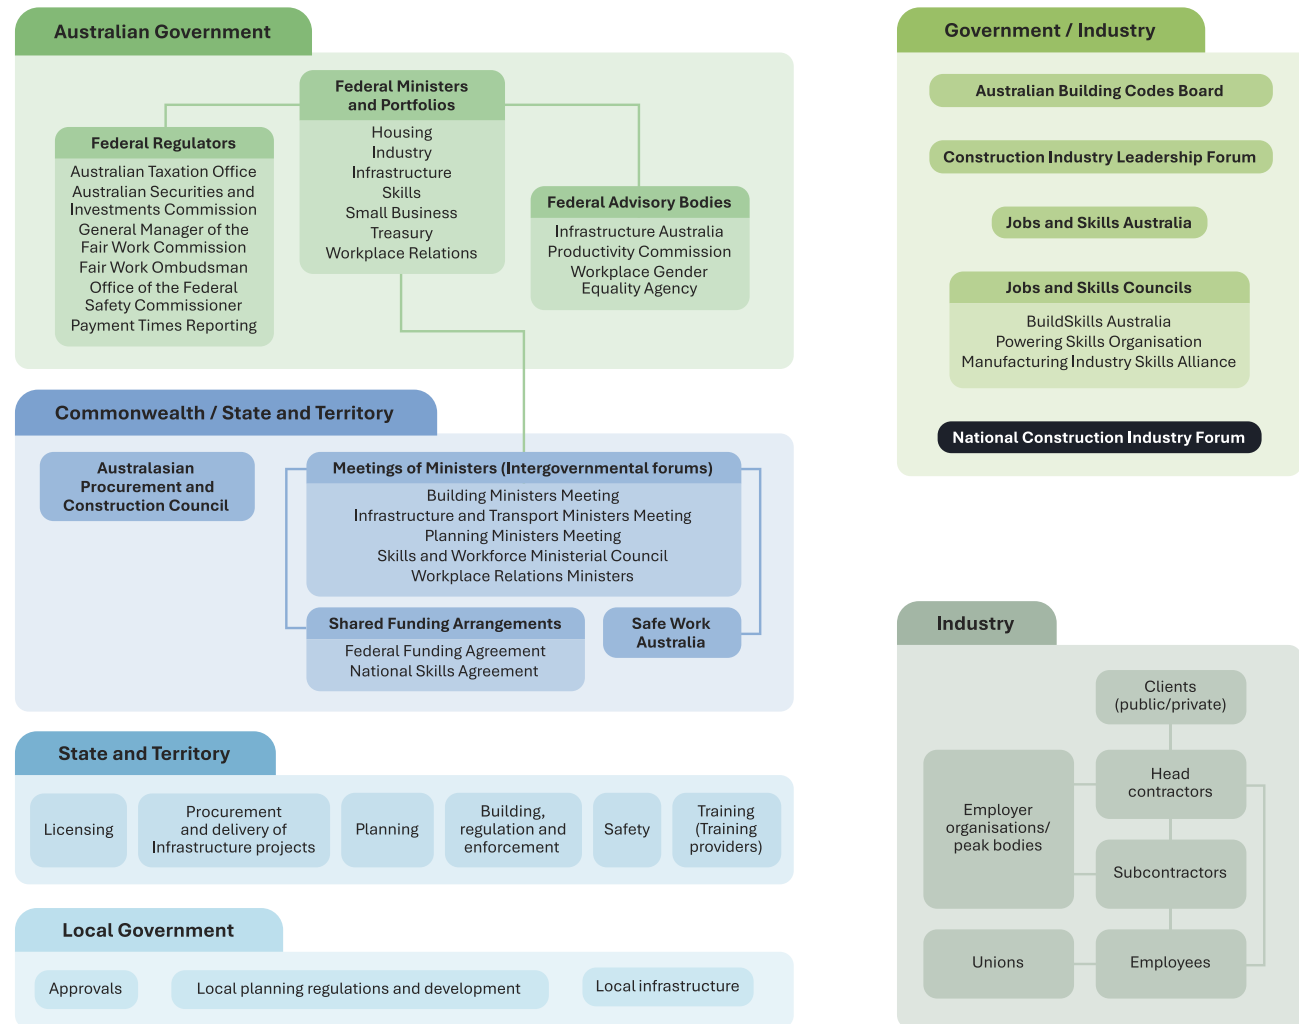 Australian Government
Federal Ministers
and Portfolios
Housing
Industry
Infrastructure
Skills
Small Business
Treasury
Workplace Relations
Federal Regulators
Australian Taxation Office
Australian Securities and
Investments Commission
General Manager of the
Fair Work Commission
Fair Work Ombudsman
Office of the Federal
Safety Commissioner
Payment Times Reporting
Federal Advisory Bodies
Infrastructure Australia
Productivity Commission
Workplace Gender
Equality Agency
Commonwealth / State and Territory
Australasian
Procurement and
Construction Council
Meetings of Ministers (Intergovernmental forums)
Building Ministers Meeting
Infrastructure and Transport Ministers Meeting
Planning Ministers Meeting
Skills and Workforce Ministerial Council
Workplace Relations Ministers
Shared Funding Arrangements
Federal Funding Agreement
National Skills Agreement
Safe Work
Australia
State and Territory
Licensing
Procurement
and delivery of
Infrastructure projects
Planning
Building,
regulation and
enforcement
Safety
Training
(Training
providers)
Local Government
Approvals
Local planning regulations and development
Local infrastructure
Government / Industry
Australian Building Codes Board
Construction Industry Leadership Forum
Jobs and Skills Australia
Jobs and Skills Councils
BuildSkills Australia
Powering Skills Organisation
Manufacturing Industry Skills Alliance
National Construction Industry Forum
Industry
Clients
(public/private)
Head
contractors
Employer
organisations/
peak bodies
Subcontractors
Unions
Employees